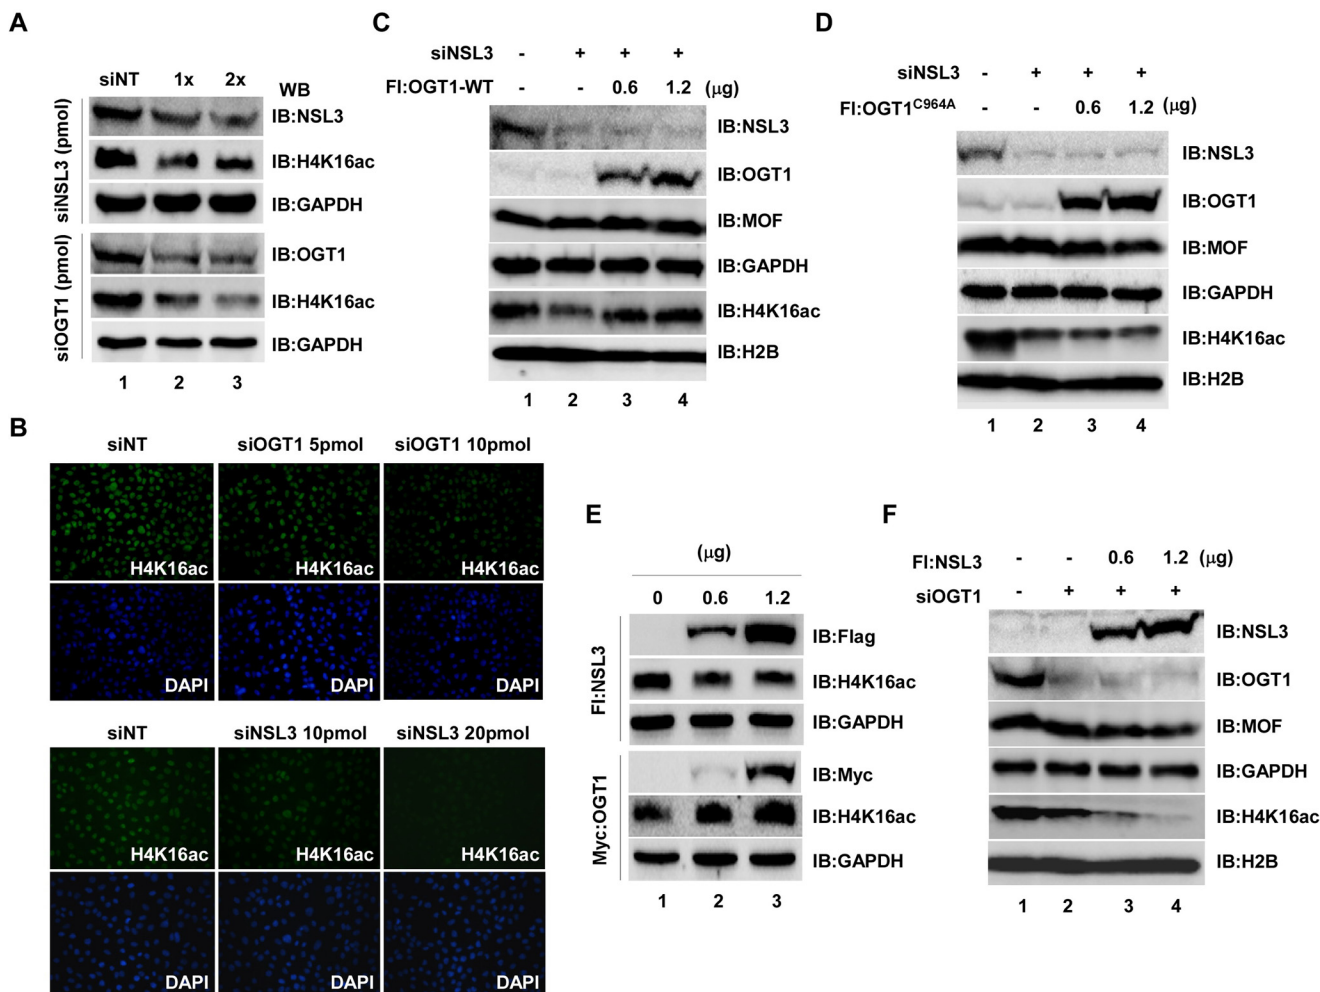 A
siNT 1x 2x WB
siNSL3 (pmol)
IB:NSL3
IB:H4K16ac
IB:GAPDH
siOGT1 (pmol)
IB:OGT1
IB:H4K16ac
IB:GAPDH
1 2 3
B
siNT siOGT1 5pmol siOGT1 10pmol
H4K16ac H4K16ac H4K16ac
DAPI DAPI DAPI
siNT siNSL3 10pmol siNSL3 20pmol
H4K16ac H4K16ac H4K16ac
DAPI DAPI DAPI
C
siNSL3 - + + +
Fl:OGT1-WT - - 0.6 1.2 (μg)
IB:NSL3
IB:OGT1
IB:MOF
IB:GAPDH
IB:H4K16ac
IB:H2B
1 2 3 4
D
siNSL3 - + + +
Fl:OGT1C964A - - 0.6 1.2 (μg)
IB:NSL3
IB:OGT1
IB:MOF
IB:GAPDH
IB:H4K16ac
IB:H2B
1 2 3 4
E
(μg)
0 0.6 1.2
Fl:NSL3
IB:Flag
IB:H4K16ac
IB:GAPDH
Myc:OGT1
IB:Myc
IB:H4K16ac
IB:GAPDH
1 2 3
F
Fl:NSL3 - - 0.6 1.2 (μg)
siOGT1 - + + +
IB:NSL3
IB:OGT1
IB:MOF
IB:GAPDH
IB:H4K16ac
IB:H2B
1 2 3 4